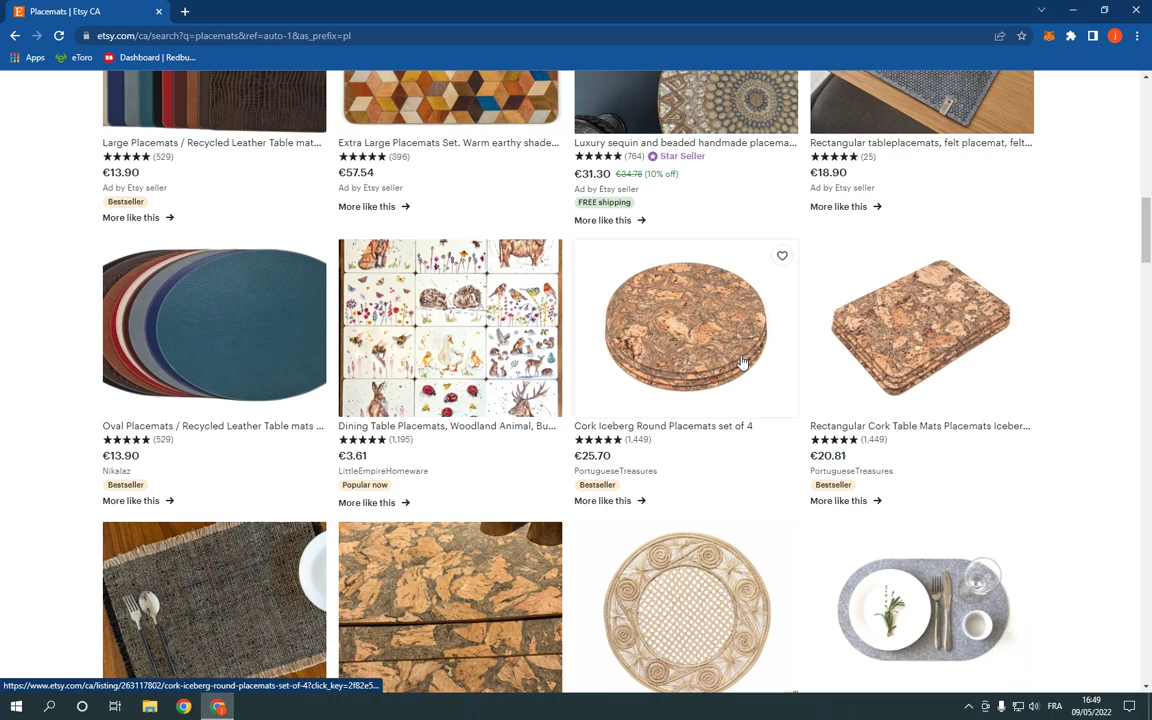 Placemats | Etsy CA
etsy.com/ca/search?q=placemats&ref=auto-1&as_prefix=pl
Apps eToro Dashboard | Redbu...
Large Placemats / Recycled Leather Table mat... Extra Large Placemats Set. Warm earthy shade... Luxury sequin and beaded handmade placema... Rectangular tableplacemats, felt placemat, felt...
(529) (396) (764) Star Seller (25)
€13.90 €57.54 €31.30 €34.78 (10% off) €18.90
Ad by Etsy seller Ad by Etsy seller Ad by Etsy seller Ad by Etsy seller
Bestseller FREE shipping
More like this → More like this → More like this → More like this →
Oval Placemats / Recycled Leather Table mats ... Dining Table Placemats, Woodland Animal, Bu... Cork Iceberg Round Placemats set of 4 Rectangular Cork Table Mats Placemats Iceber...
(529) (1,195) (1,449) (1,449)
€13.90 €3.61 €25.70 €20.81
Nikalaz LittleEmpireHomeware PortugueseTreasures PortugueseTreasures
Bestseller Popular now Bestseller Bestseller
More like this → More like this → More like this → More like this →
https://www.etsy.com/ca/listing/263117802/cork-iceberg-round-placemats-set-of-4?click_key=2f82e5...
FRA 16:49
09/05/2022